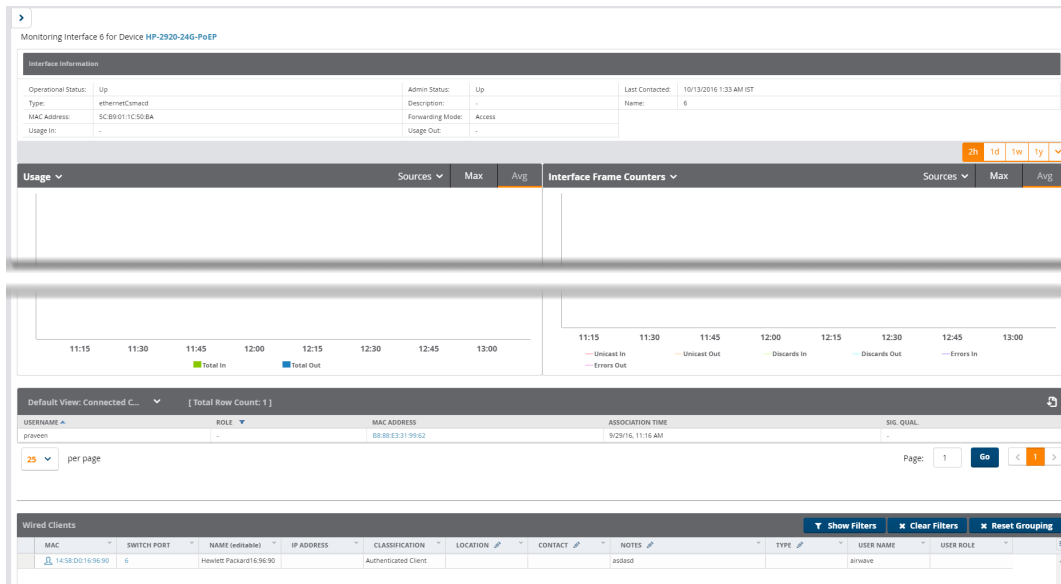 Monitoring Interface 6 for Device HP-2920-24G-PoEP
Interface Information
Operational Status: Up Admin Status: Up Last Contacted: 10/13/2016 1:33 AM IST
Type: ethernetCsmacd Description: - Name: 6
MAC Address: 5C:B9:01:1C:50:BA Forwarding Mode: Access
Usage In: - Usage Out: -
2h 1d 1w 1y
Usage Sources Max Avg Interface Frame Counters Sources Max Avg
11:15 11:30 11:45 12:00 12:15 12:30 12:45 13:00
Total In Total Out
11:15 11:30 11:45 12:00 12:15 12:30 12:45 13:00
Unicast In Unicast Out Discards In Discards Out Errors In
Errors Out
Default View: Connected C... [ Total Row Count: 1 ]
USERNAME ROLE MAC ADDRESS ASSOCIATION TIME SIG. QUAL.
praveen - B8:88:E3:31:99:62 9/29/16, 11:16 AM -
25 per page Page: 1 Go < 1 >
Wired Clients Show Filters Clear Filters Reset Grouping
MAC SWITCH PORT NAME (editable) IP ADDRESS CLASSIFICATION LOCATION CONTACT NOTES TYPE USER NAME USER ROLE
14:58:D0:16:96:90 6 Hewlett Packard16:96:90 Authenticated Client asdasd airwave